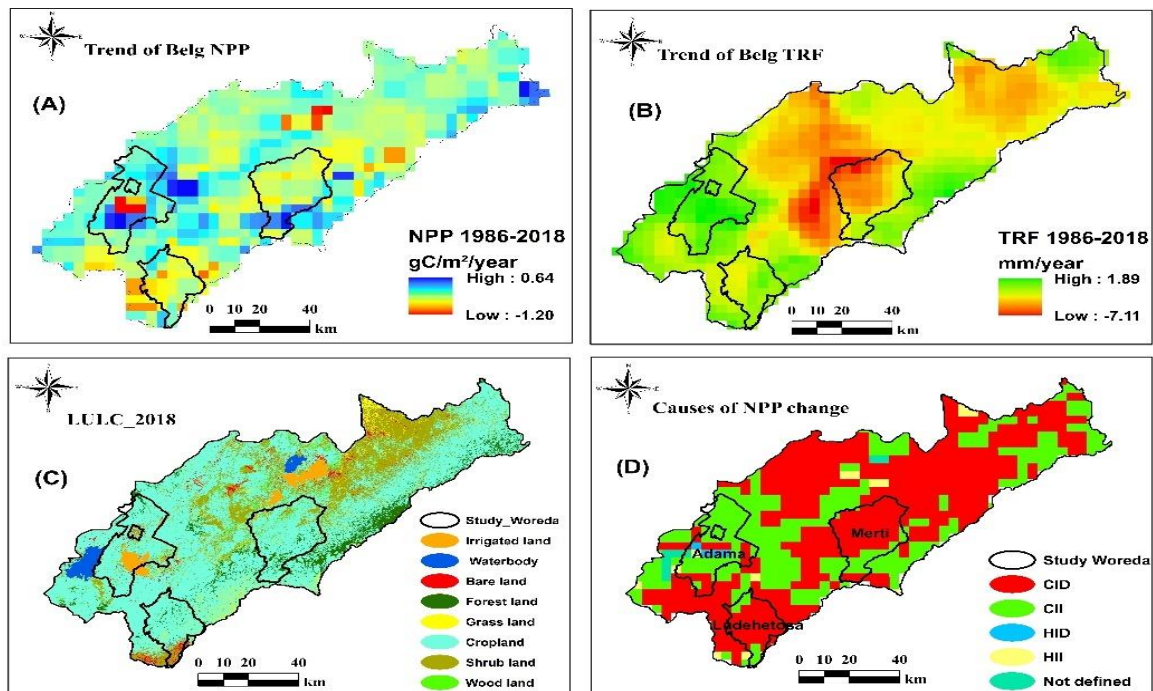 Trend of Belg NPP
(A)
NPP 1986-2018
gC/m²/year
High : 0.64
Low : -1.20
0 10 20 40
km
Trend of Belg TRF
(B)
TRF 1986-2018
mm/year
High : 1.89
Low : -7.11
0 10 20 40
km
LULC_2018
(C)
Study_Woreda
Irrigated land
Waterbody
Bare land
Forest land
Grass land
Cropland
Shrub land
Wood land
0 10 20 40
km
Causes of NPP change
(D)
Merti
Adama
Ludehetosa
Study Woreda
CID
CII
HID
HII
Not defined
0 10 20 40
km